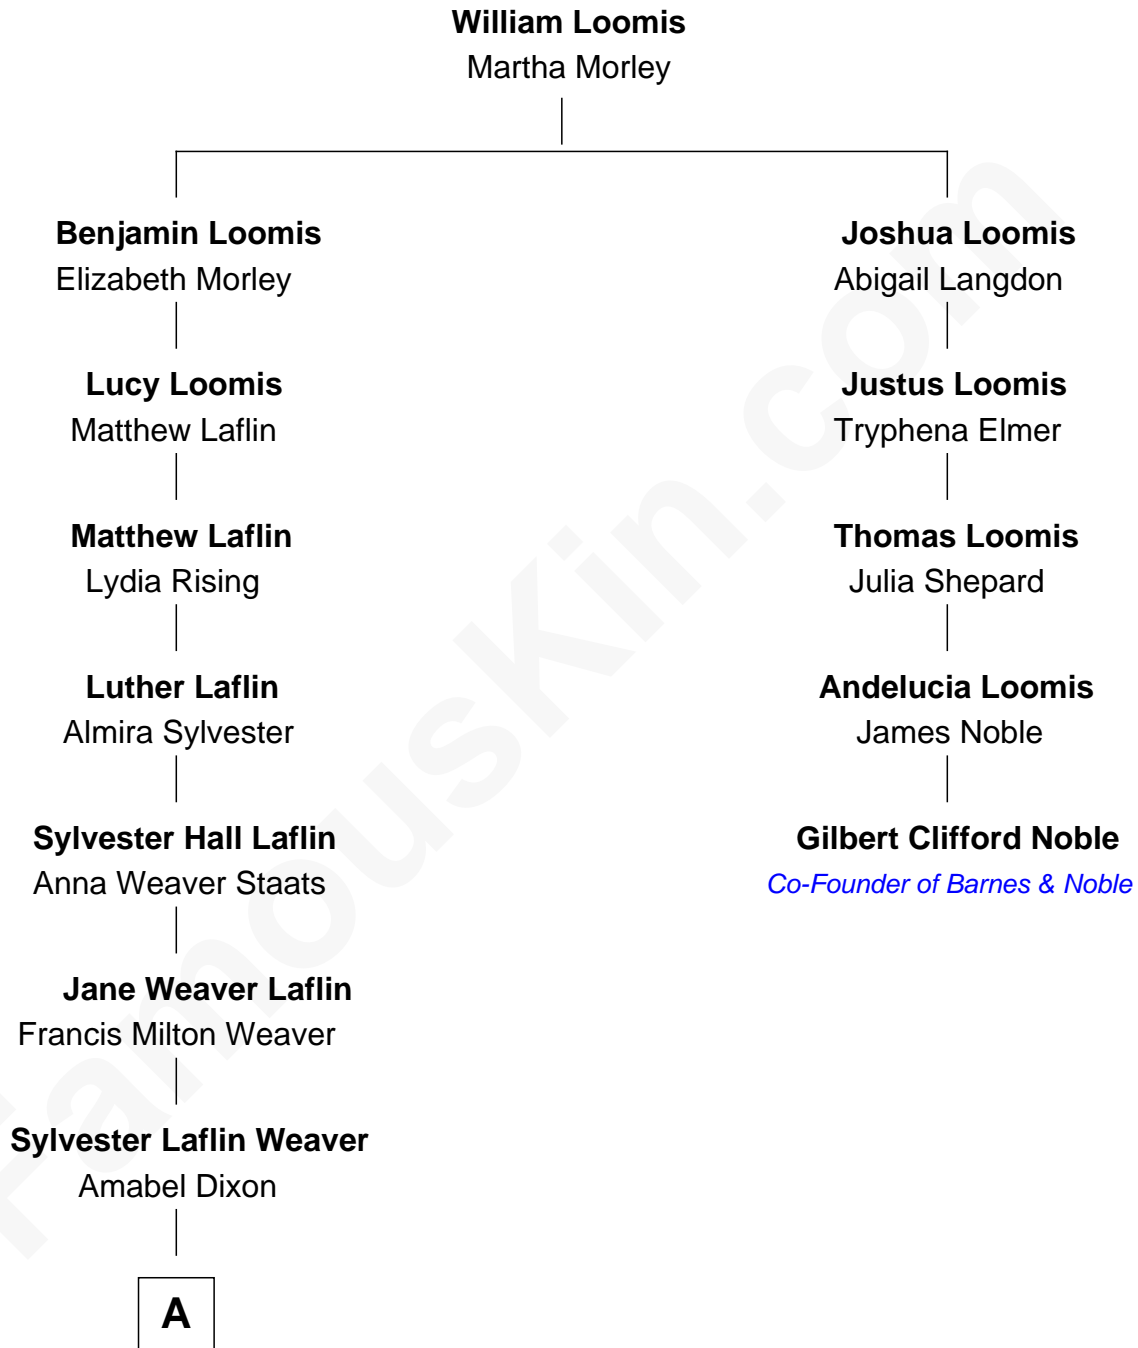 William Loomis
Martha Morley
Benjamin Loomis
Elizabeth Morley
Joshua Loomis
Abigail Langdon
Lucy Loomis
Matthew Laflin
Justus Loomis
Tryphena Elmer
Matthew Laflin
Lydia Rising
Thomas Loomis
Julia Shepard
Luther Laflin
Almira Sylvester
Andelucia Loomis
James Noble
Sylvester Hall Laflin
Anna Weaver Staats
Gilbert Clifford Noble
Co-Founder of Barnes & Noble
Jane Weaver Laflin
Francis Milton Weaver
Sylvester Laflin Weaver
Amabel Dixon
A
FamousKin.com